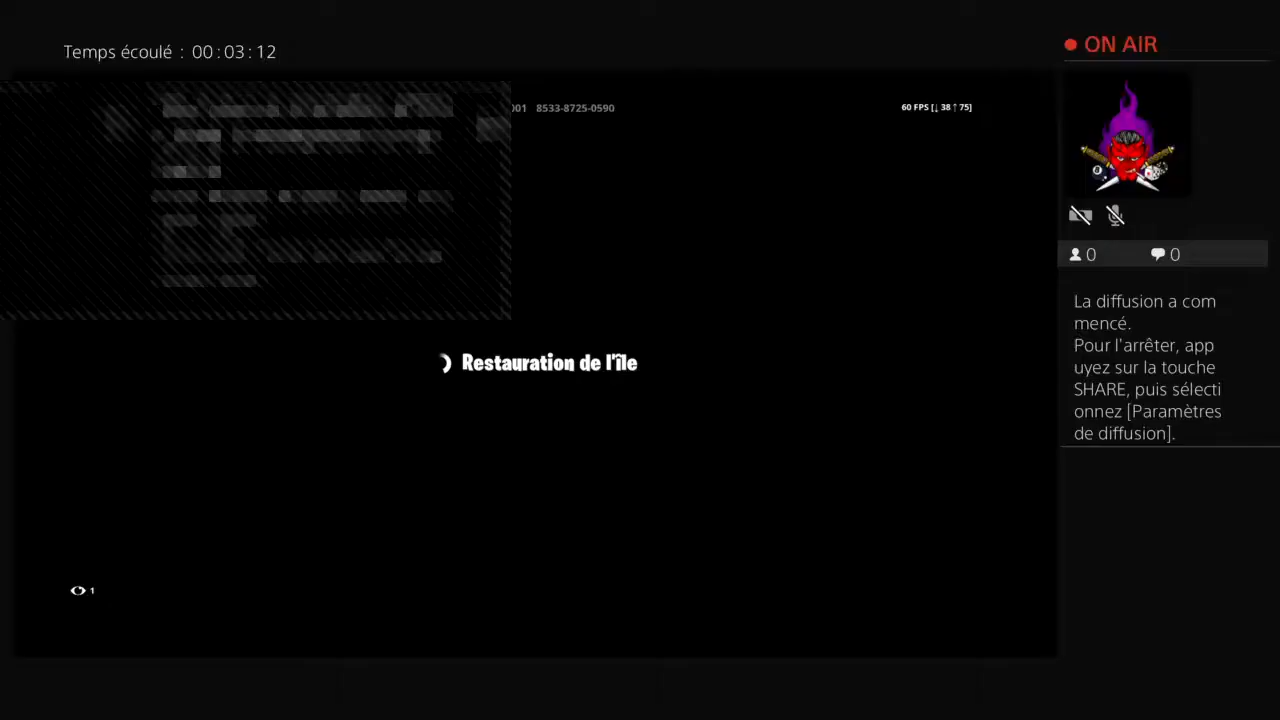 Temps écoulé : 00:03:12
ON AIR
8533-8725-0590
60 FPS [↓ 38 ↑ 75]
0 0
La diffusion a com
mencé.
Pour l'arrêter, app
uyez sur la touche
SHARE, puis sélecti
onnez [Paramètres
de diffusion].
Restauration de l'île
1